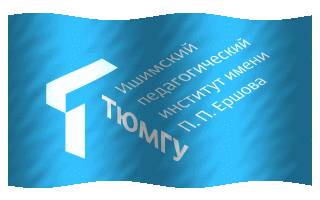 Ишимский
педагогический
институт имени
П. П. Ершова
ТЮМГУ